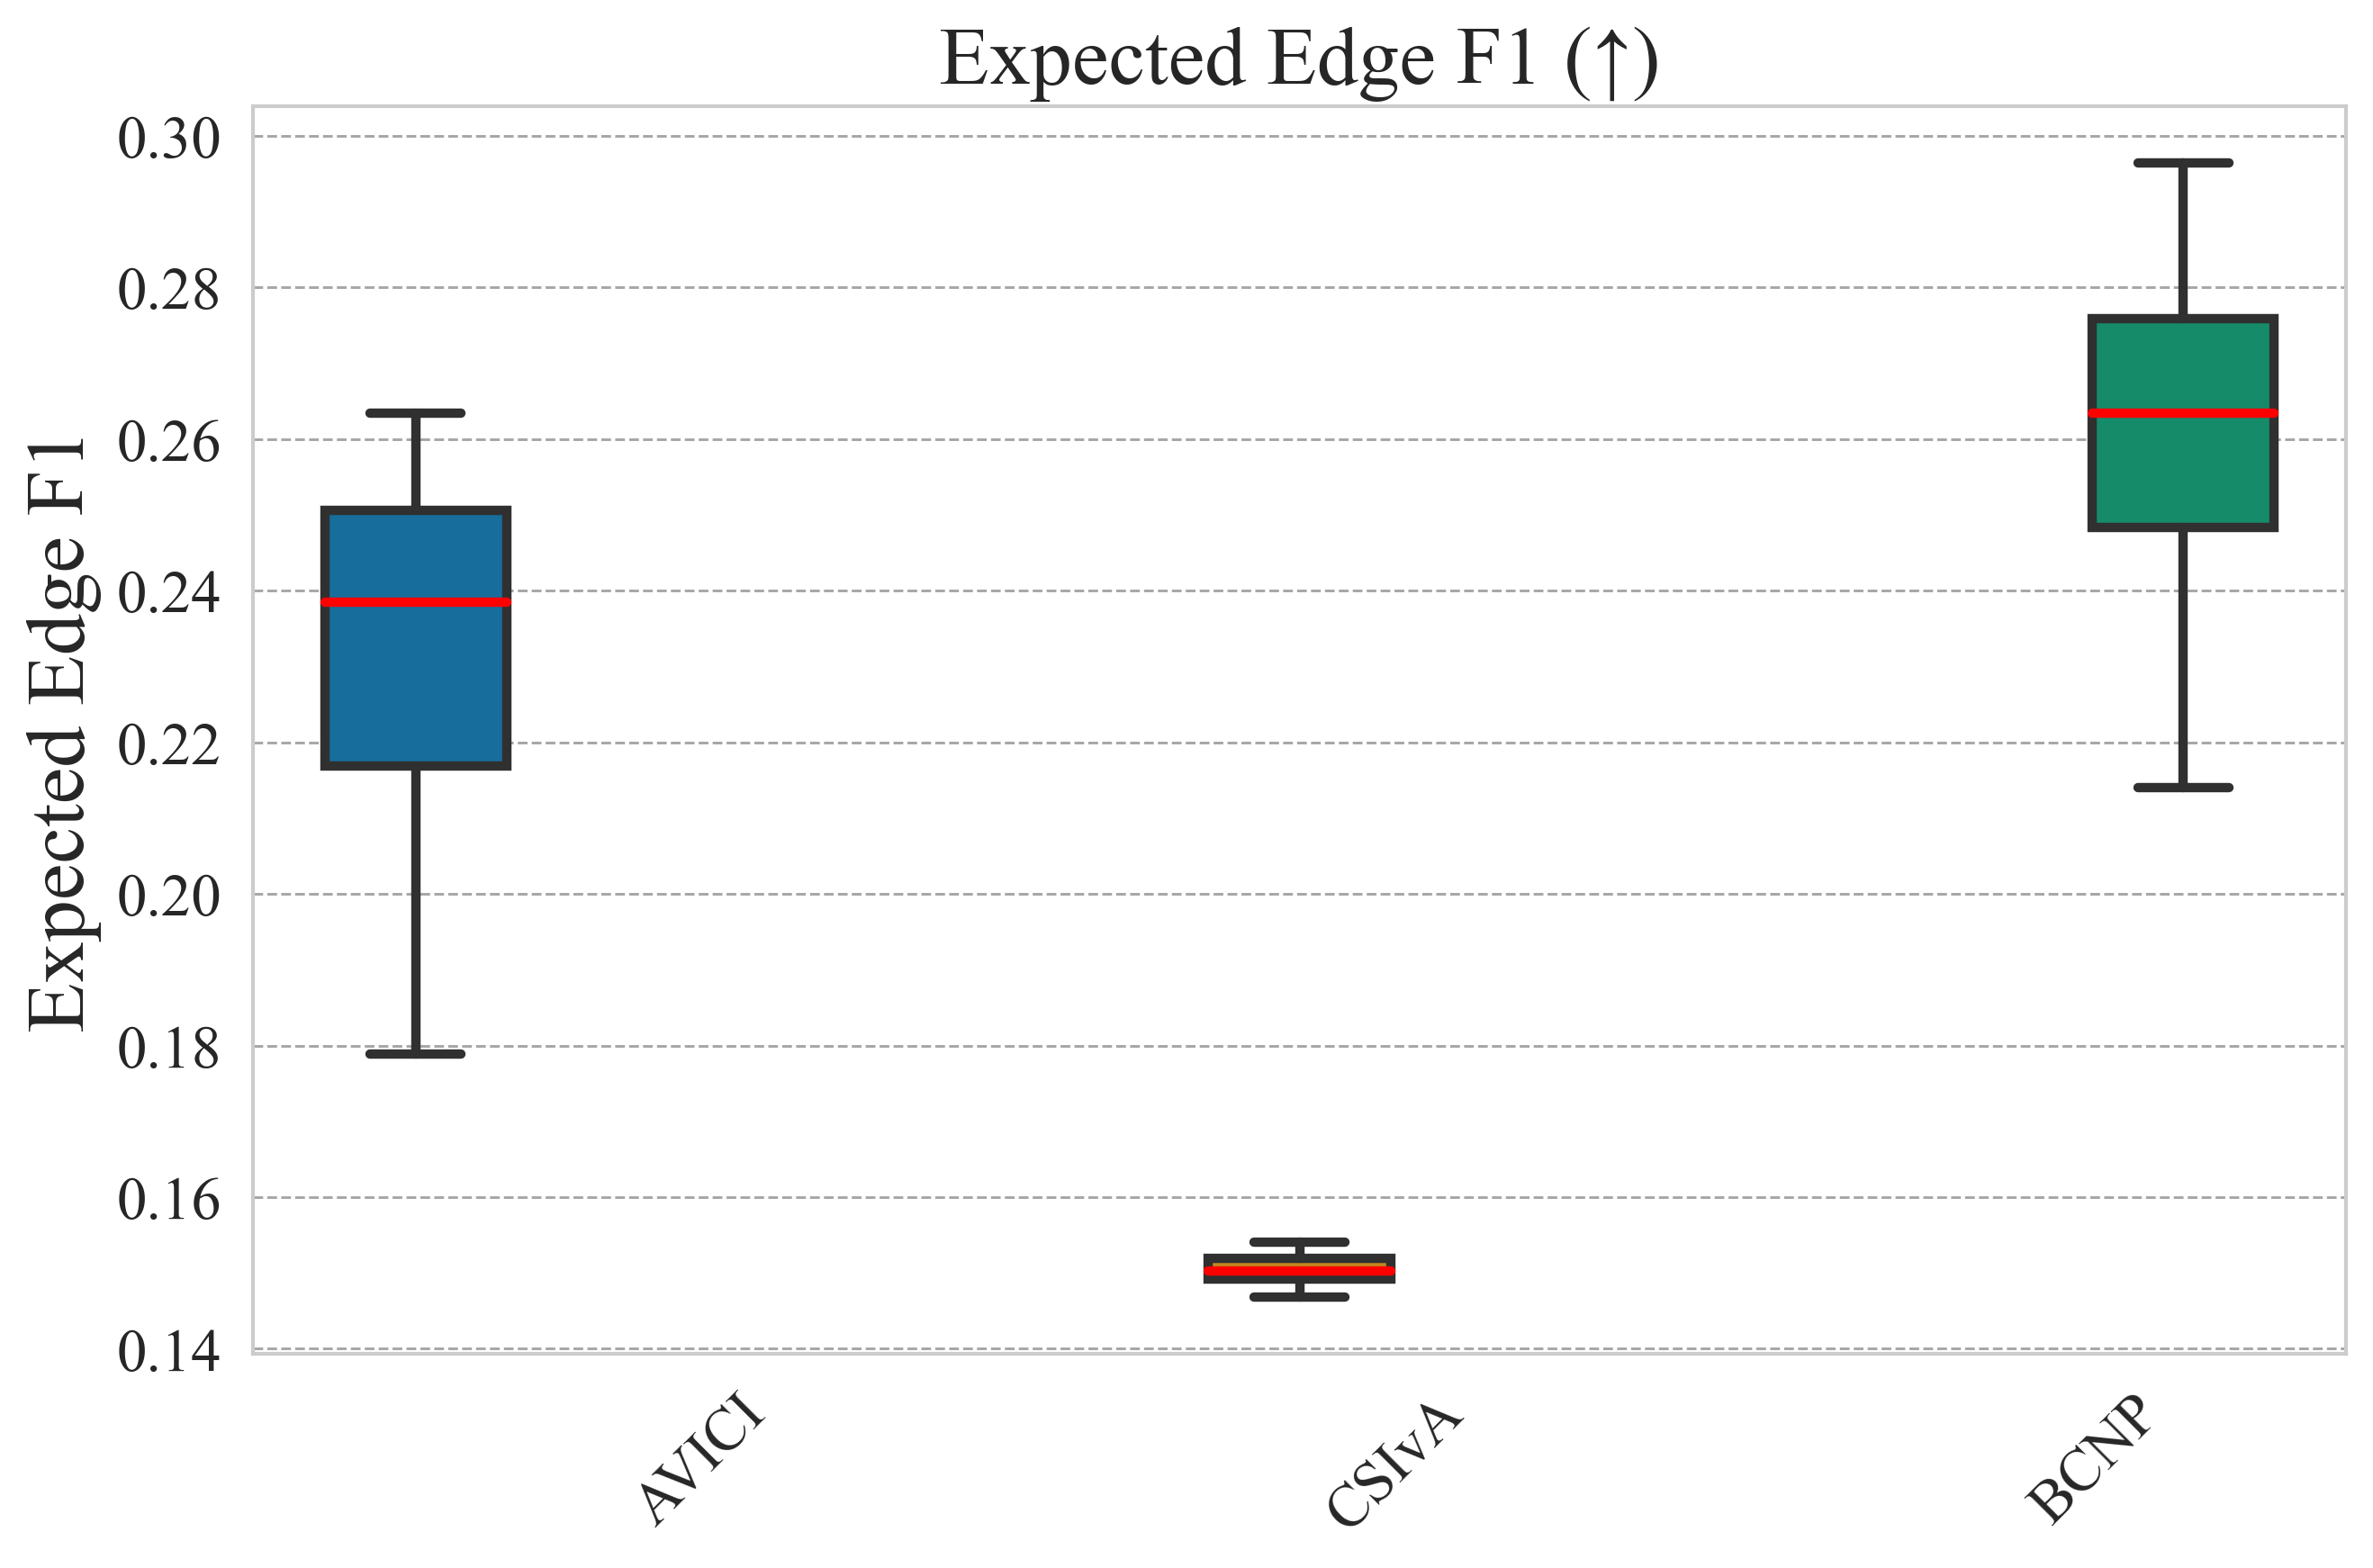 Expected Edge F1 (↑)
Expected Edge F1
0.30
0.28
0.26
0.24
0.22
0.20
0.18
0.16
0.14
AVICI
CSIvA
BCNP